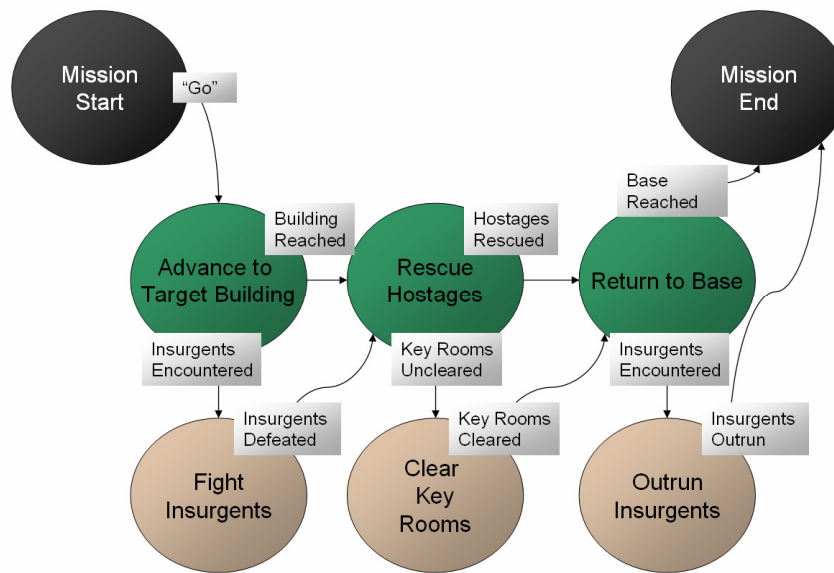 Mission
Start
“Go”
Mission
End
Base
Reached
Building
Reached
Hostages
Rescued
Advance to
Target Building
Rescue
Hostages
Return to Base
Insurgents
Encountered
Key Rooms
Uncleared
Insurgents
Encountered
Insurgents
Defeated
Key Rooms
Cleared
Insurgents
Outrun
Fight
Insurgents
Clear
Key
Rooms
Outrun
Insurgents